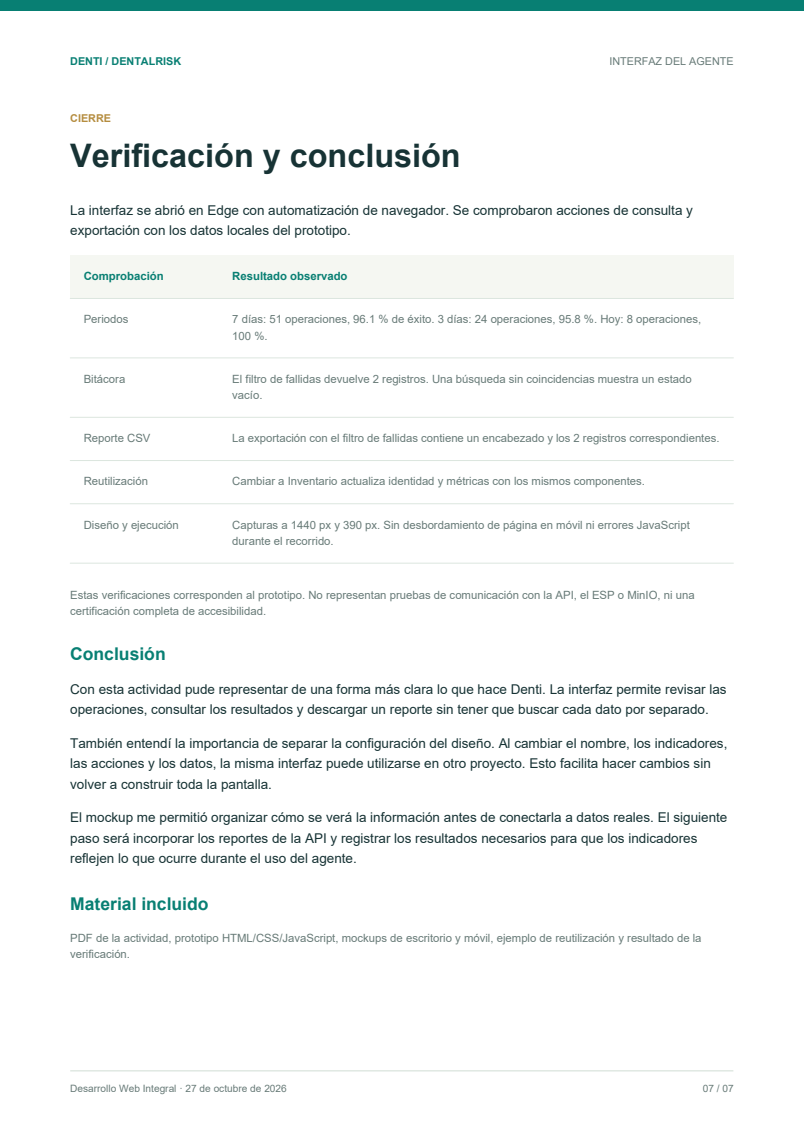 DENTI / DENTALRISK
INTERFAZ DEL AGENTE
CIERRE
Verificación y conclusión
La interfaz se abrió en Edge con automatización de navegador. Se comprobaron acciones de consulta y
exportación con los datos locales del prototipo.
Comprobación
Resultado observado
Periodos
7 días: 51 operaciones, 96.1 % de éxito. 3 días: 24 operaciones, 95.8 %. Hoy: 8 operaciones,
100 %.
Bitácora
El filtro de fallidas devuelve 2 registros. Una búsqueda sin coincidencias muestra un estado
vacío.
Reporte CSV
La exportación con el filtro de fallidas contiene un encabezado y los 2 registros correspondientes.
Reutilización
Cambiar a Inventario actualiza identidad y métricas con los mismos componentes.
Diseño y ejecución
Capturas a 1440 px y 390 px. Sin desbordamiento de página en móvil ni errores JavaScript
durante el recorrido.
Estas verificaciones corresponden al prototipo. No representan pruebas de comunicación con la API, el ESP o MinIO, ni una
certificación completa de accesibilidad.
Conclusión
Con esta actividad pude representar de una forma más clara lo que hace Denti. La interfaz permite revisar las
operaciones, consultar los resultados y descargar un reporte sin tener que buscar cada dato por separado.
También entendí la importancia de separar la configuración del diseño. Al cambiar el nombre, los indicadores,
las acciones y los datos, la misma interfaz puede utilizarse en otro proyecto. Esto facilita hacer cambios sin
volver a construir toda la pantalla.
El mockup me permitió organizar cómo se verá la información antes de conectarla a datos reales. El siguiente
paso será incorporar los reportes de la API y registrar los resultados necesarios para que los indicadores
reflejen lo que ocurre durante el uso del agente.
Material incluido
PDF de la actividad, prototipo HTML/CSS/JavaScript, mockups de escritorio y móvil, ejemplo de reutilización y resultado de la
verificación.
Desarrollo Web Integral · 27 de octubre de 2026
07 / 07